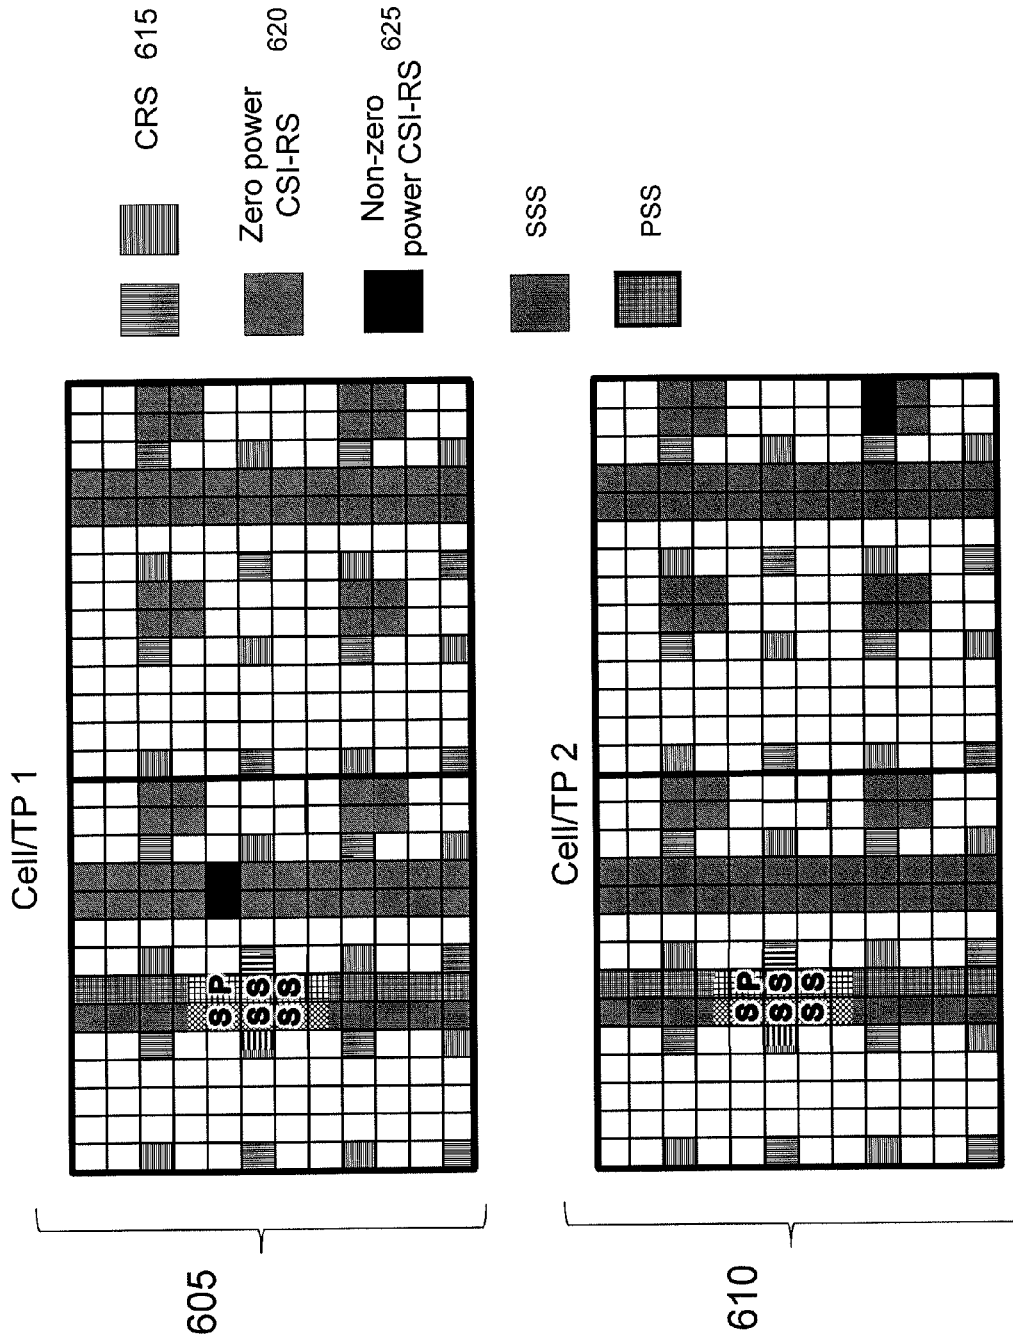 CRS 615
Zero power
CSI-RS
620
Non-zero
power CSI-RS
625
SSS
PSS
Cell/TP 1
S P
S S
S S
605
Cell/TP 2
S P
S S
S S
610